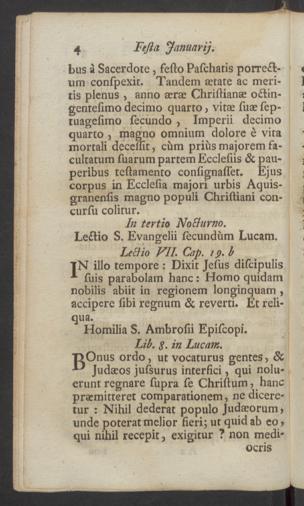 4 Festa Januarij.
bus à Sacerdote, festo Paschatis porrect-
um conspexit. Tandem ætate ac meri-
tis plenus, anno æræ Christianæ octin-
gentesimo decimo quarto, vitæ suæ sep-
tuagesimo secundo, Imperii decimo
quarto, magno omnium dolore è vita
mortali decessit, cùm priùs majorem fa-
cultatum suarum partem Ecclesiis & pau-
peribus testamento consignasset. Ejus
corpus in Ecclesia majori urbis Aquis-
granensis magno populi Christiani con-
cursu colitur.
In tertio Nocturno.
Lectio S. Evangelii secundùm Lucam.
Lectio VII. Cap. 19. b
IN illo tempore: Dixit Jesus discipulis
suis parabolam hanc: Homo quidam
nobilis abiit in regionem longinquam,
accipere sibi regnum & reverti. Et reli-
qua.
Homilia S. Ambrosii Episcopi.
Lib. 8. in Lucam.
BOnus ordo, ut vocaturus gentes, &
Judæos jussurus interfici, qui nolu-
erunt regnare supra se Christum, hanc
præmitteret comparationem, ne dicere-
tur: Nihil dederat populo Judæorum,
unde poterat melior fieri; ut quid ab eo,
qui nihil recepit, exigitur? non medi-
ocris